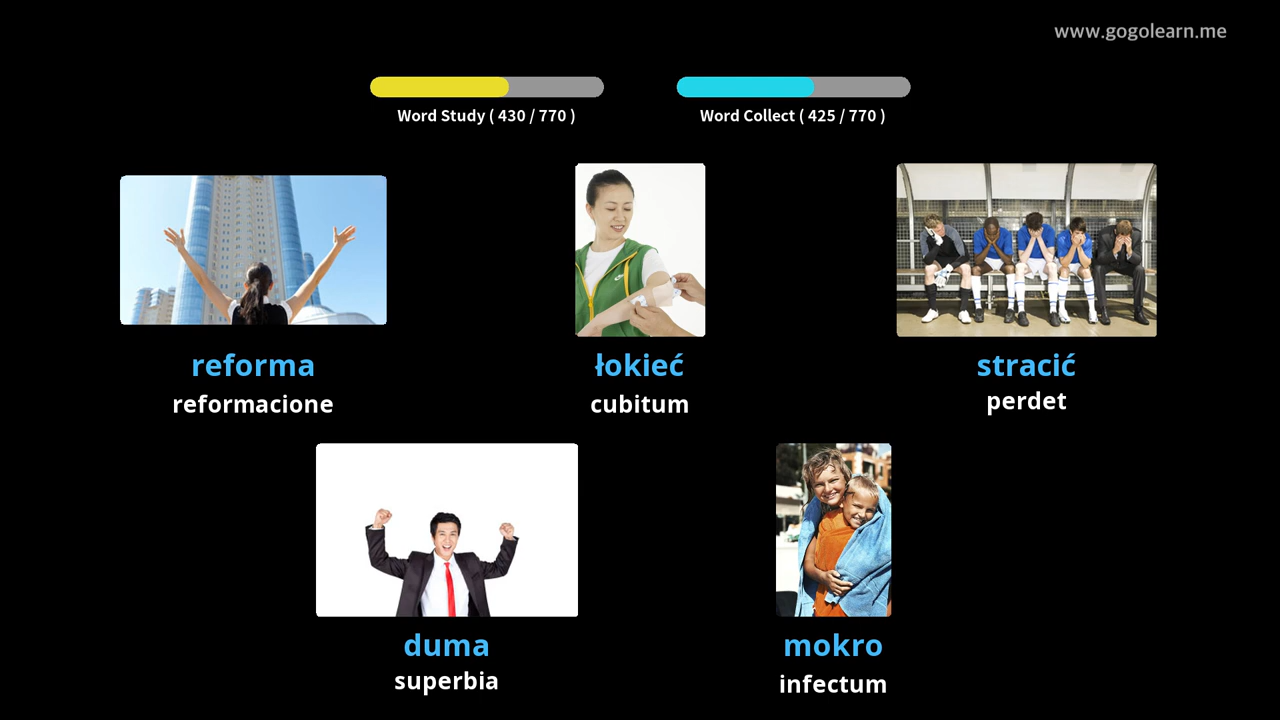 www.gogolearn.me
Word Study ( 430 / 770 )
Word Collect ( 425 / 770 )
reforma
reformacione
łokieć
cubitum
stracić
perdet
duma
superbia
mokro
infectum